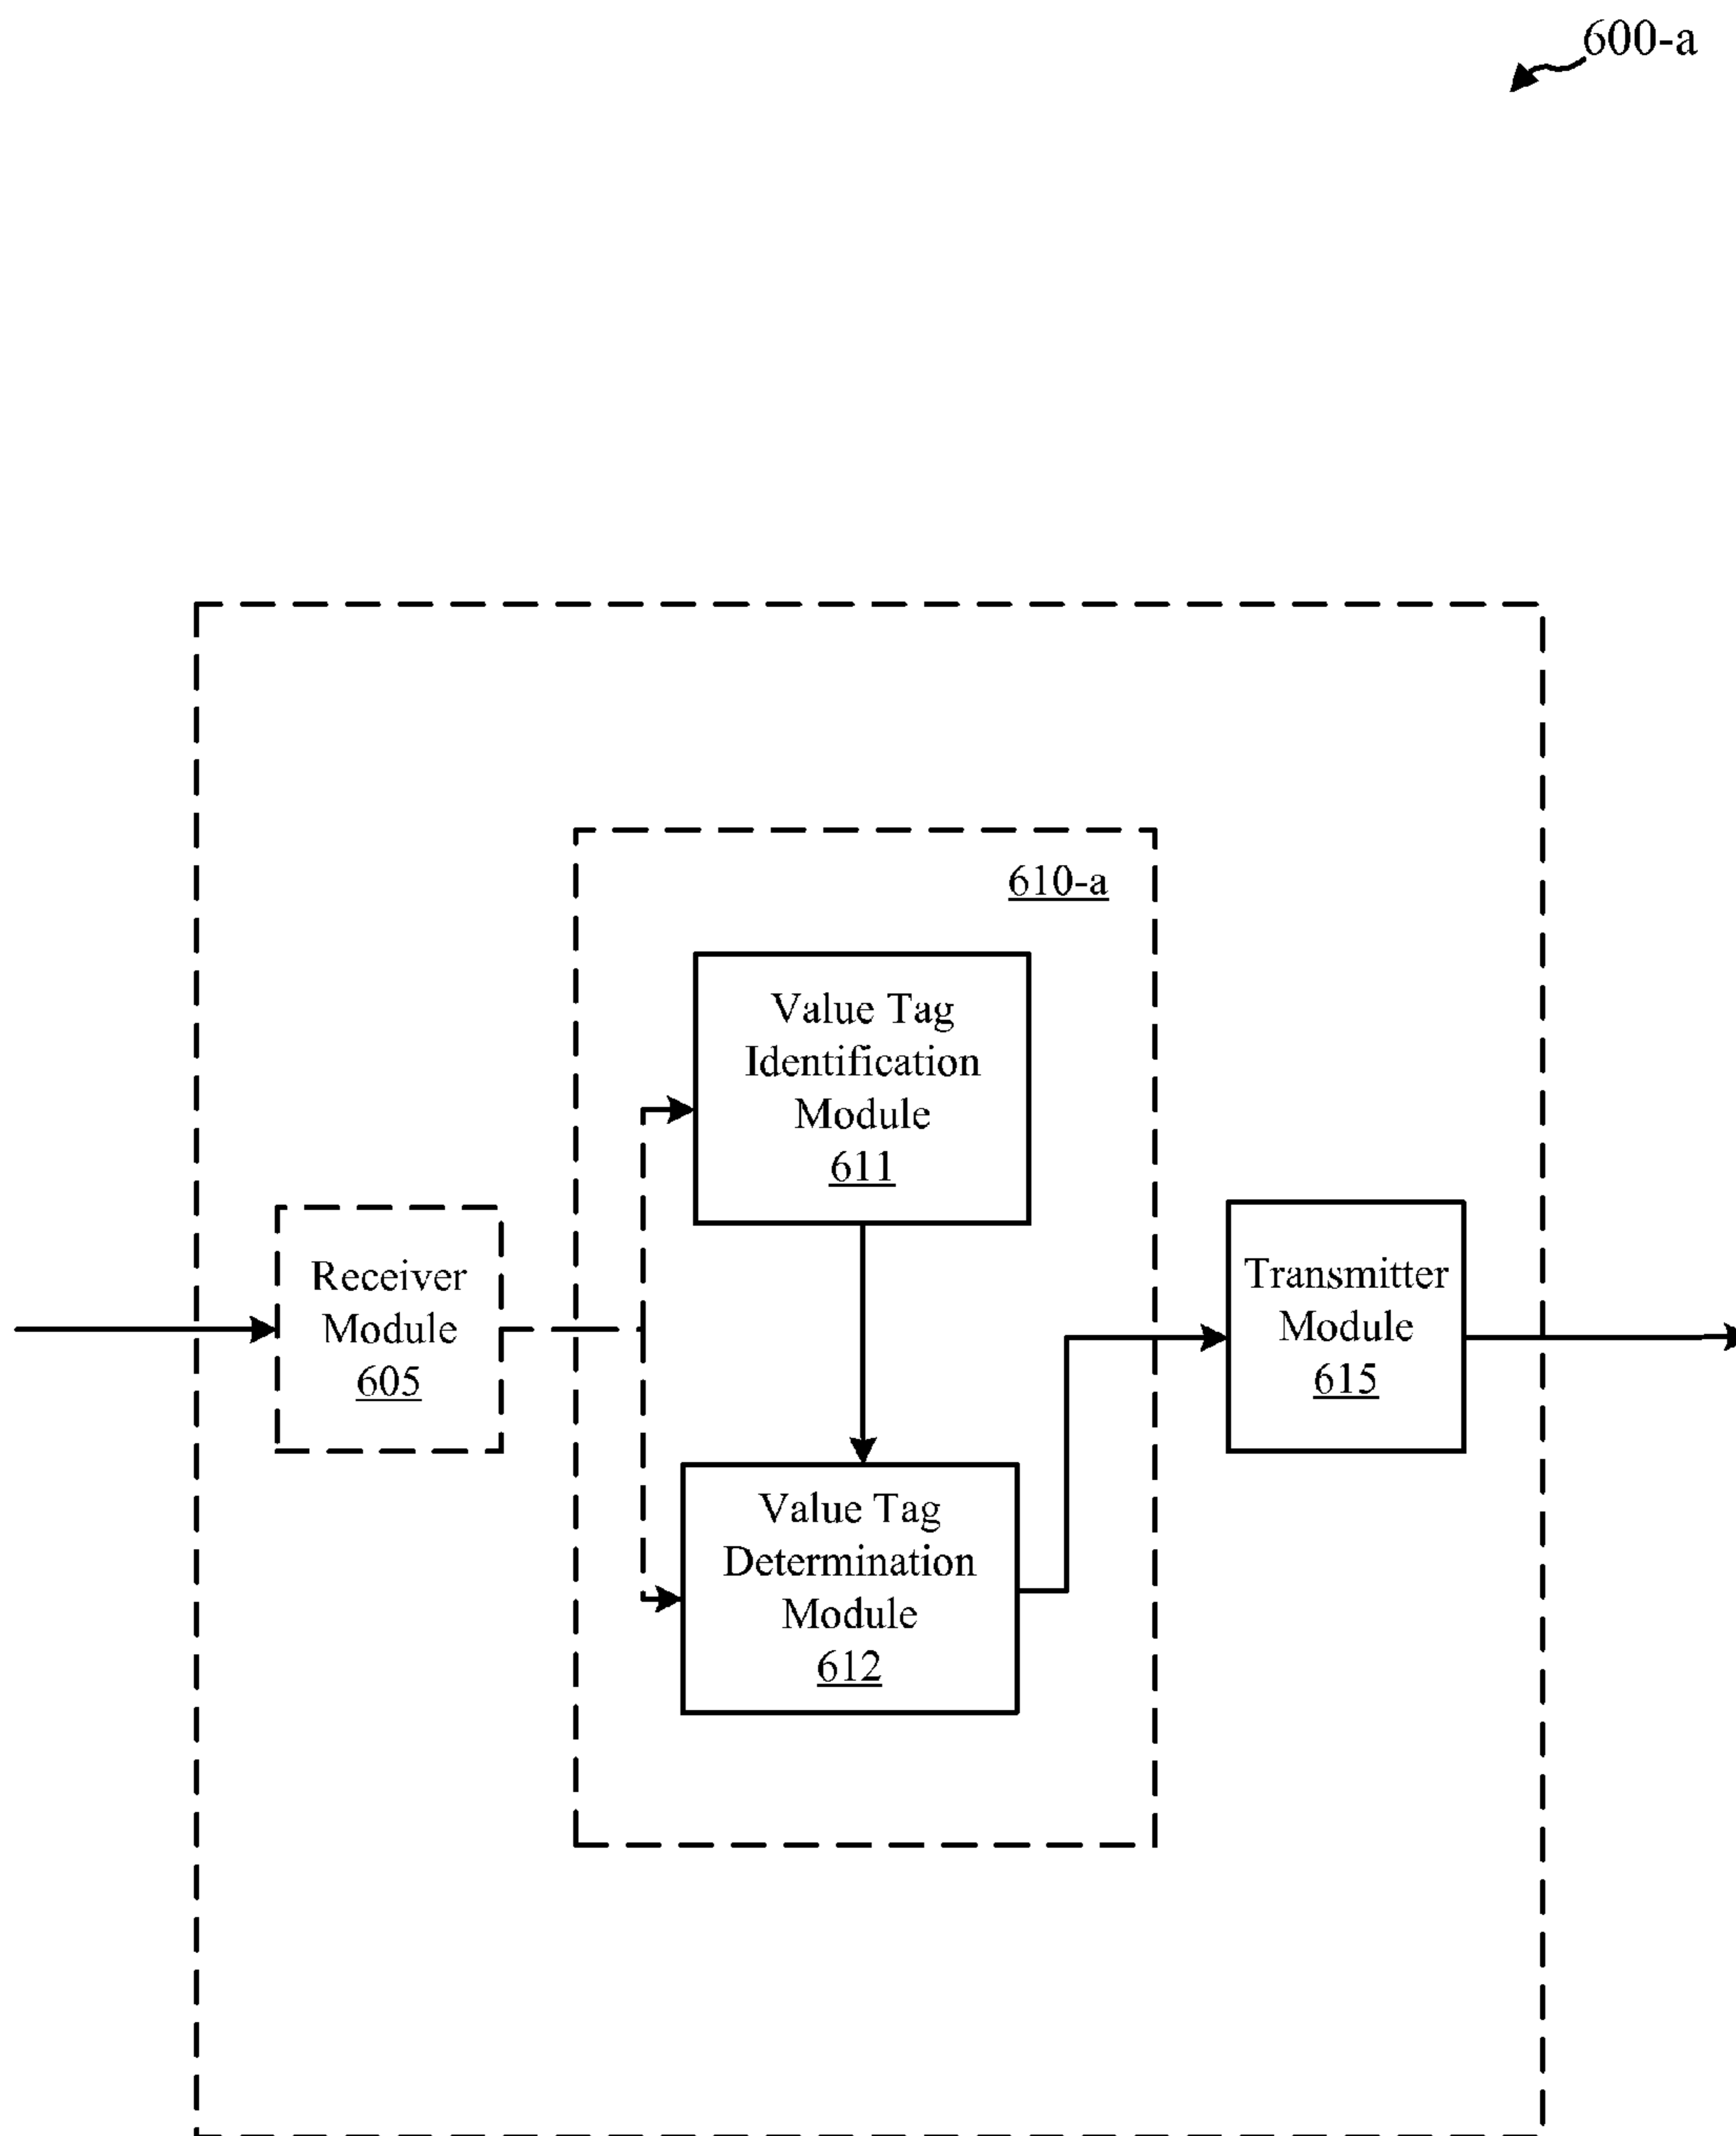 600-a
610-a
Value Tag
Identification
Module
611
Receiver
Module
605
Transmitter
Module
615
Value Tag
Determination
Module
612